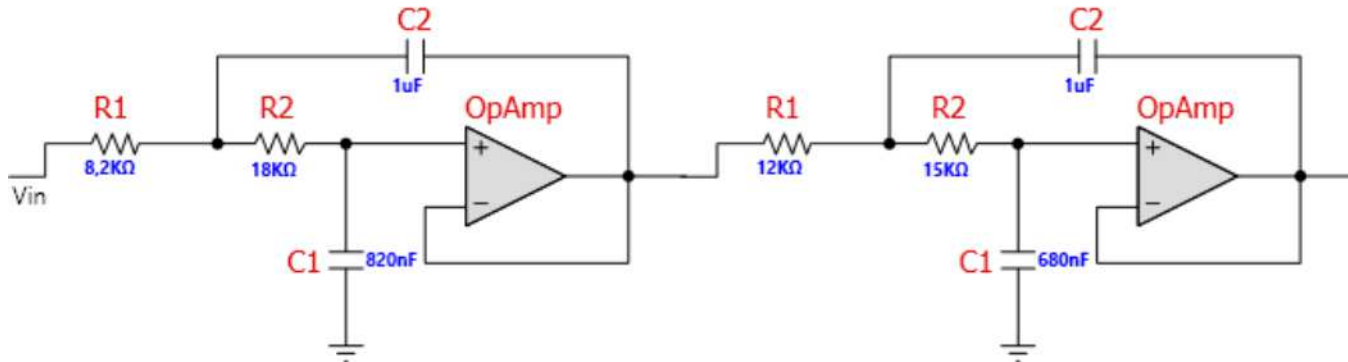 C2
1uF
R1
8,2KΩ
R2
18KΩ
OpAmp
+
−
Vin
C1
820nF
C2
1uF
R1
12KΩ
R2
15KΩ
OpAmp
+
−
C1
680nF